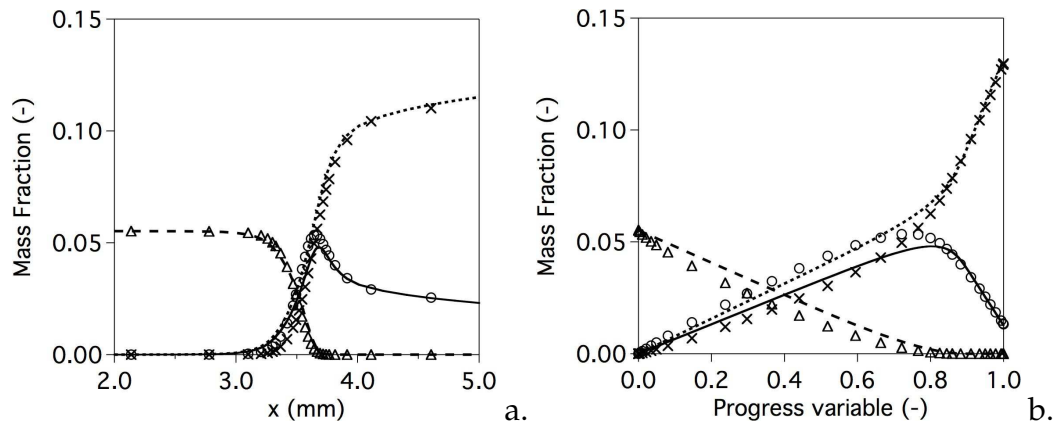 0.15
0.10
0.05
0.00
Mass Fraction (-)
2.0 3.0 4.0 5.0
x (mm)
a.
0.15
0.10
0.05
0.00
Mass Fraction (-)
0.0 0.2 0.4 0.6 0.8 1.0
Progress variable (-)
b.